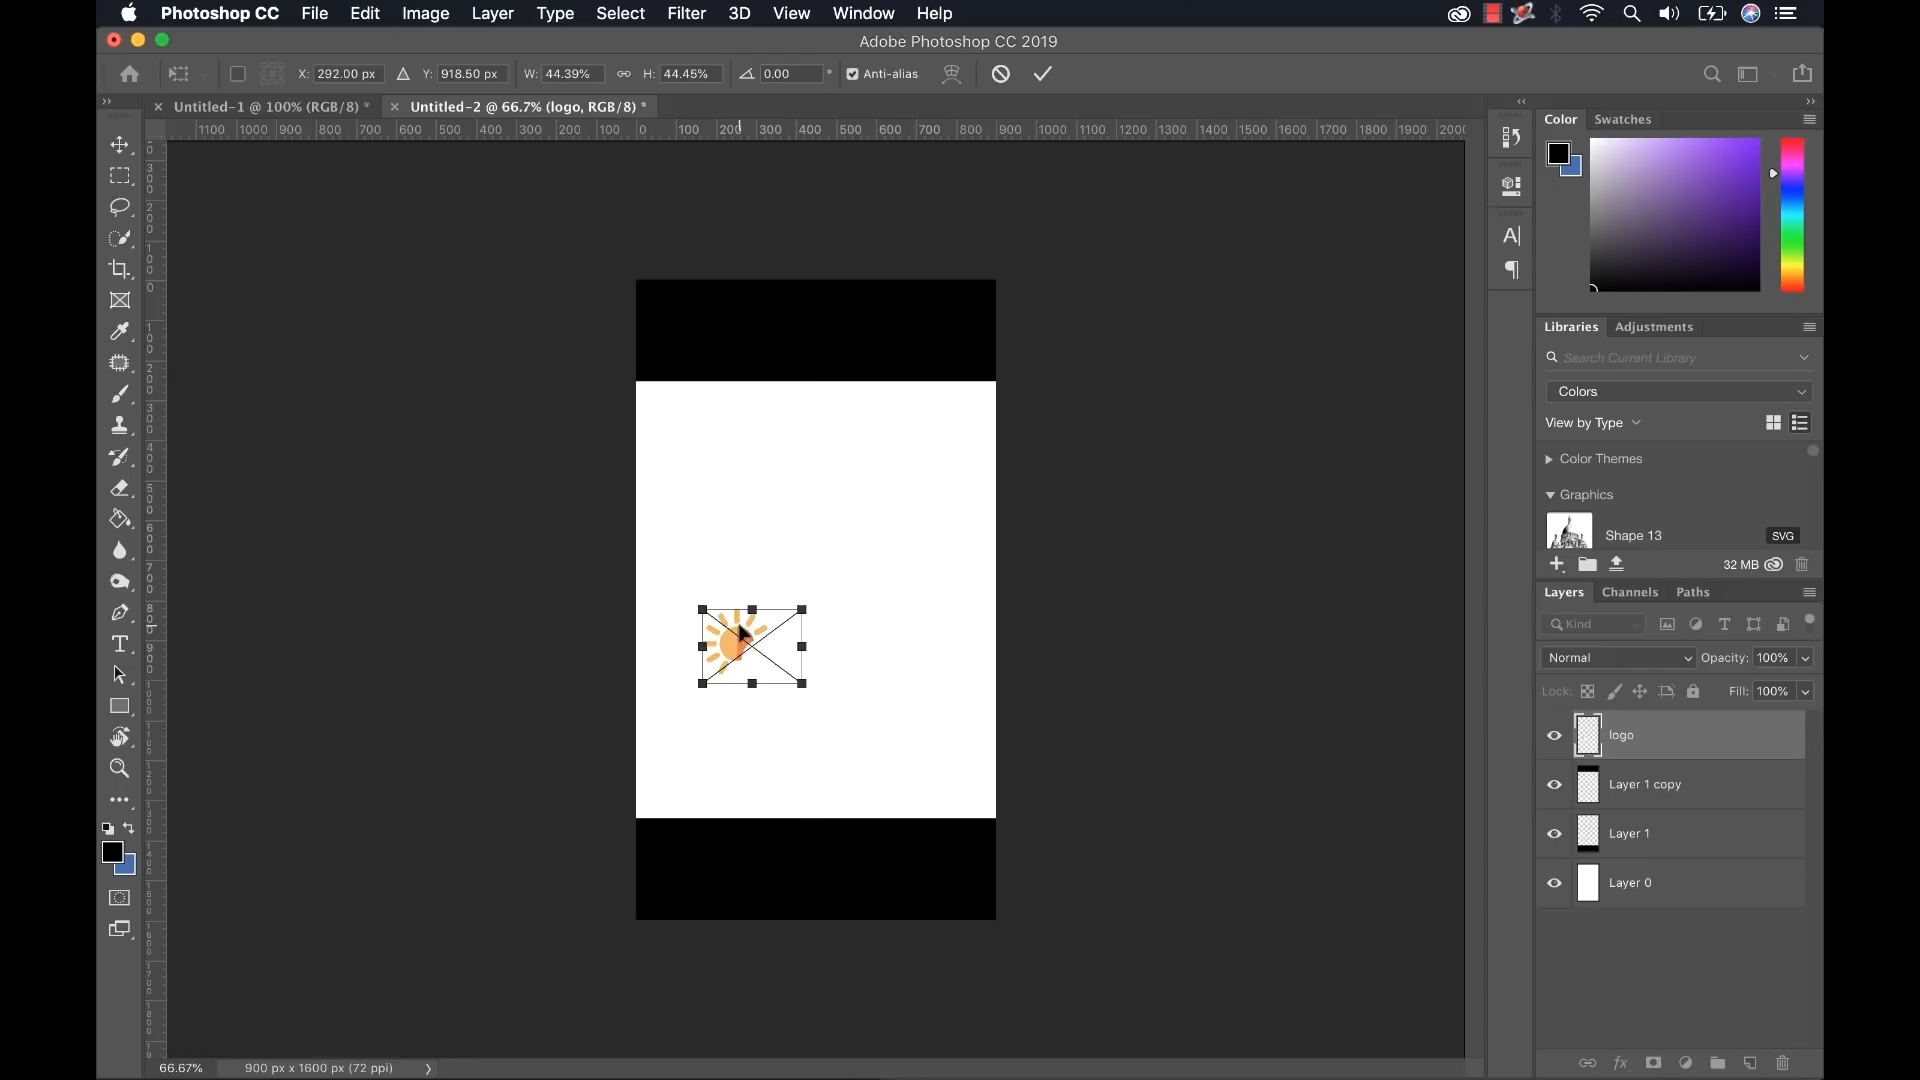 Photoshop CC File Edit Image Layer Type Select Filter 3D View Window Help
Adobe Photoshop CC 2019
X: 292.00 px Y: 918.50 px W: 44.39% H: 44.45% 0.00 ° Anti-alias
Untitled-1 @ 100% (RGB/8) * Untitled-2 @ 66.7% (logo, RGB/8) *
1100 1000 900 800 700 600 500 400 300 200 100 0 100 200 300 400 500 600 700 800 900 1000 1100 1200 1300 1400 1500 1600 1700 1800 1900
Color Swatches
Libraries Adjustments
Search Current Library
Colors
View by Type
Color Themes
Graphics
Shape 13 SVG
32 MB
Layers Channels Paths
Kind
Normal Opacity: 100%
Lock: Fill: 100%
logo
Layer 1 copy
Layer 1
Layer 0
66.67% 900 px x 1600 px (72 ppi)